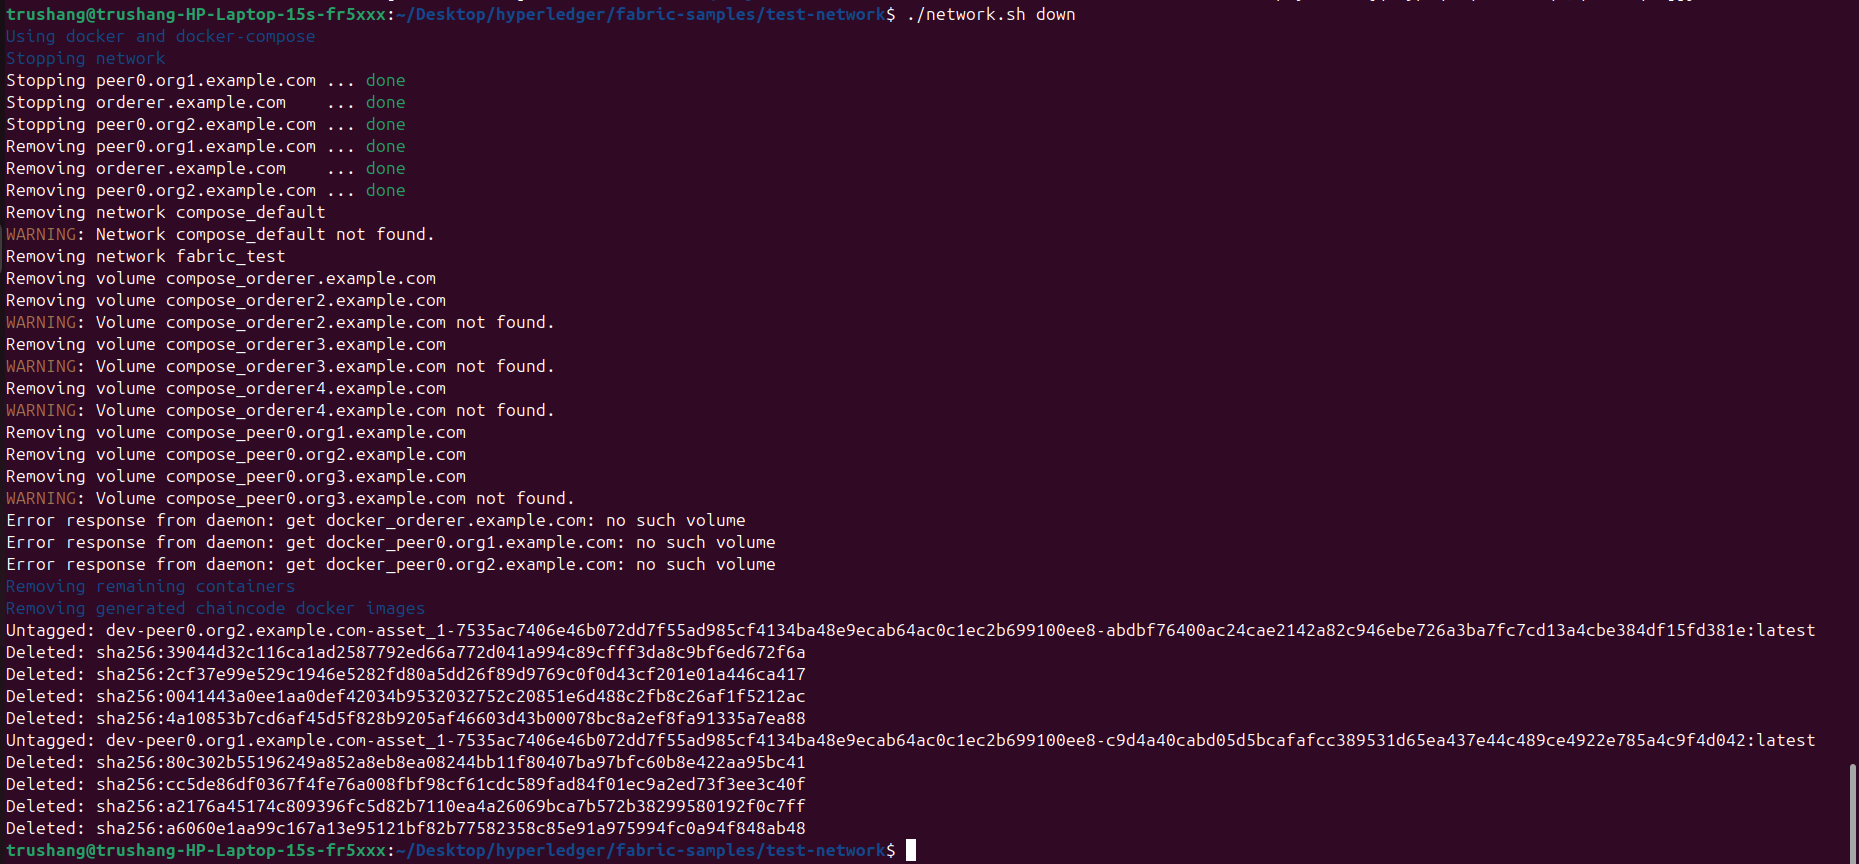 trushang@trushang-HP-Laptop-15s-fr5xxx:~/Desktop/hyperledger/fabric-samples/test-network$ ./network.sh down
Using docker and docker-compose
Stopping network
Stopping peer0.org1.example.com ... done
Stopping orderer.example.com    ... done
Stopping peer0.org2.example.com ... done
Removing peer0.org1.example.com ... done
Removing orderer.example.com    ... done
Removing peer0.org2.example.com ... done
Removing network compose_default
WARNING: Network compose_default not found.
Removing network fabric_test
Removing volume compose_orderer.example.com
Removing volume compose_orderer2.example.com
WARNING: Volume compose_orderer2.example.com not found.
Removing volume compose_orderer3.example.com
WARNING: Volume compose_orderer3.example.com not found.
Removing volume compose_orderer4.example.com
WARNING: Volume compose_orderer4.example.com not found.
Removing volume compose_peer0.org1.example.com
Removing volume compose_peer0.org2.example.com
Removing volume compose_peer0.org3.example.com
WARNING: Volume compose_peer0.org3.example.com not found.
Error response from daemon: get docker_orderer.example.com: no such volume
Error response from daemon: get docker_peer0.org1.example.com: no such volume
Error response from daemon: get docker_peer0.org2.example.com: no such volume
Removing remaining containers
Removing generated chaincode docker images
Untagged: dev-peer0.org2.example.com-asset_1-7535ac7406e46b072dd7f55ad985cf4134ba48e9ecab64ac0c1ec2b699100ee8-abdbf76400ac24cae2142a82c946ebe726a3ba7fc7cd13a4cbe384df15fd381e:latest
Deleted: sha256:39044d32c116ca1ad2587792ed66a772d041a994c89cfff3da8c9bf6ed672f6a
Deleted: sha256:2cf37e99e529c1946e5282fd80a5dd26f89d9769c0f0d43cf201e01a446ca417
Deleted: sha256:0041443a0ee1aa0def42034b9532032752c20851e6d488c2fb8c26af1f5212ac
Deleted: sha256:4a10853b7cd6af45d5f828b9205af46603d43b00078bc8a2ef8fa91335a7ea88
Untagged: dev-peer0.org1.example.com-asset_1-7535ac7406e46b072dd7f55ad985cf4134ba48e9ecab64ac0c1ec2b699100ee8-c9d4a40cabd05d5bcafafcc389531d65ea437e44c489ce4922e785a4c9f4d042:latest
Deleted: sha256:80c302b55196249a852a8eb8ea08244bb11f80407ba97bfc60b8e422aa95bc41
Deleted: sha256:cc5de86df0367f4fe76a008fbf98cf61cdc589fad84f01ec9a2ed73f3ee3c40f
Deleted: sha256:a2176a45174c809396fc5d82b7110ea4a26069bca7b572b38299580192f0c7ff
Deleted: sha256:a6060e1aa99c167a13e95121bf82b77582358c85e91a975994fc0a94f848ab48
trushang@trushang-HP-Laptop-15s-fr5xxx:~/Desktop/hyperledger/fabric-samples/test-network$